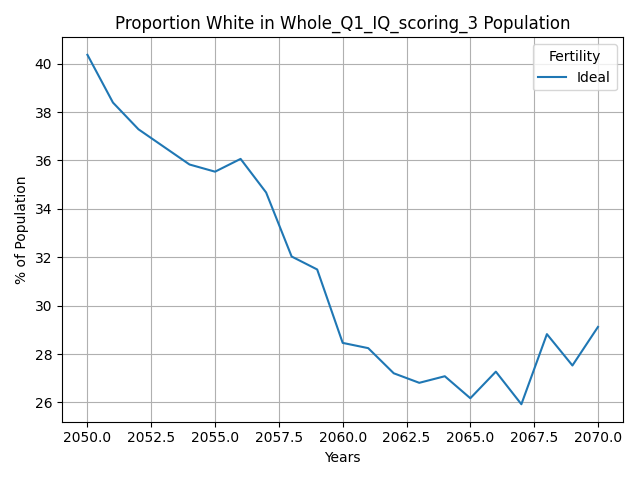 Proportion White in Whole_Q1_IQ_scoring_3 Population
Fertility
Ideal
% of Population
40
38
36
34
32
30
28
26
2050.0 2052.5 2055.0 2057.5 2060.0 2062.5 2065.0 2067.5 2070.0
Years